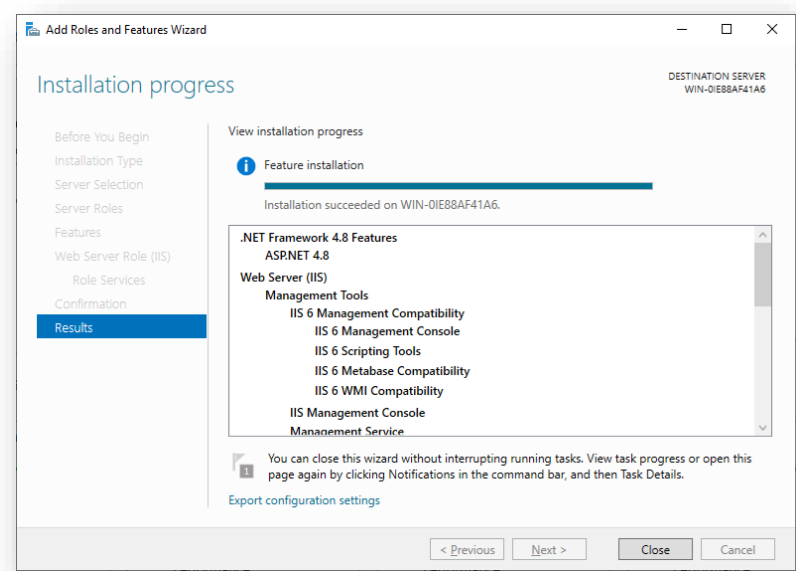 Add Roles and Features Wizard
Installation progress
DESTINATION SERVER
WIN-0IE88AF41A6
Before You Begin
Installation Type
Server Selection
Server Roles
Features
Web Server Role (IIS)
Role Services
Confirmation
Results
View installation progress
Feature installation
Installation succeeded on WIN-0IE88AF41A6.
.NET Framework 4.8 Features
ASP.NET 4.8
Web Server (IIS)
Management Tools
IIS 6 Management Compatibility
IIS 6 Management Console
IIS 6 Scripting Tools
IIS 6 Metabase Compatibility
IIS 6 WMI Compatibility
IIS Management Console
Management Service
1
You can close this wizard without interrupting running tasks. View task progress or open this
page again by clicking Notifications in the command bar, and then Task Details.
Export configuration settings
< Previous
Next >
Close
Cancel